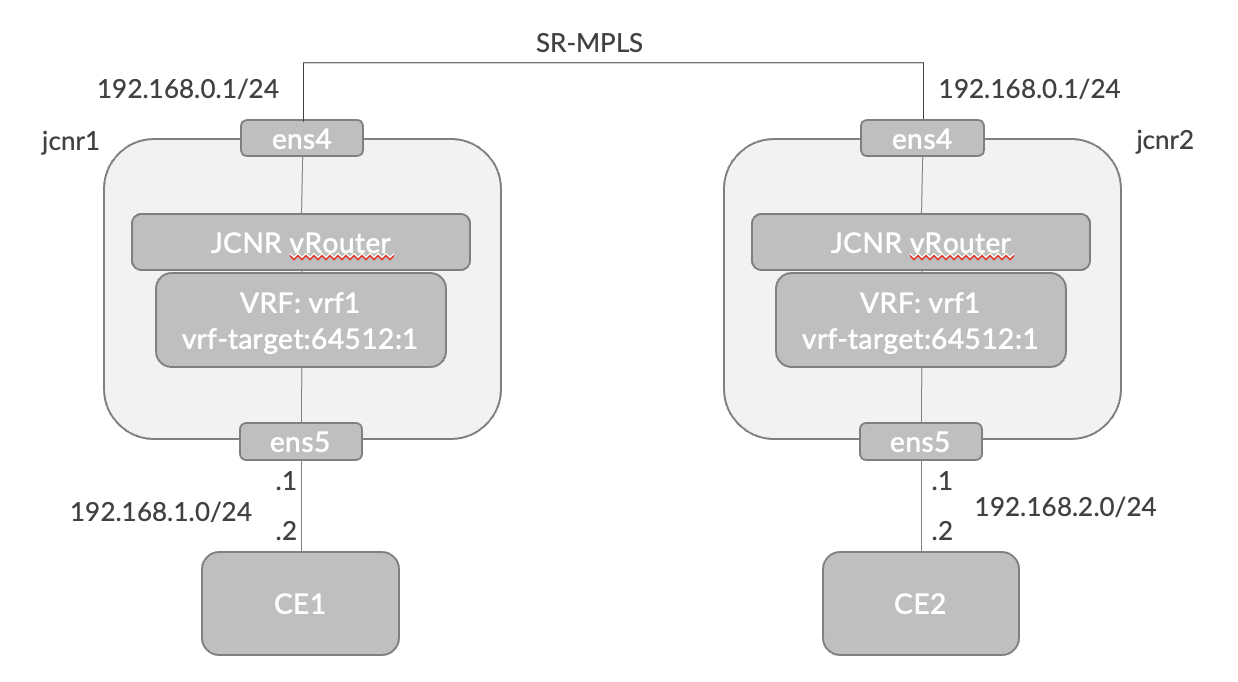 SR-MPLS
192.168.0.1/24
192.168.0.1/24
jcnr1
ens4
ens4
jcnr2
JCNR vRouter
JCNR vRouter
VRF: vrf1
vrf-target:64512:1
VRF: vrf1
vrf-target:64512:1
ens5
ens5
.1
.1
192.168.1.0/24
192.168.2.0/24
.2
.2
CE1
CE2